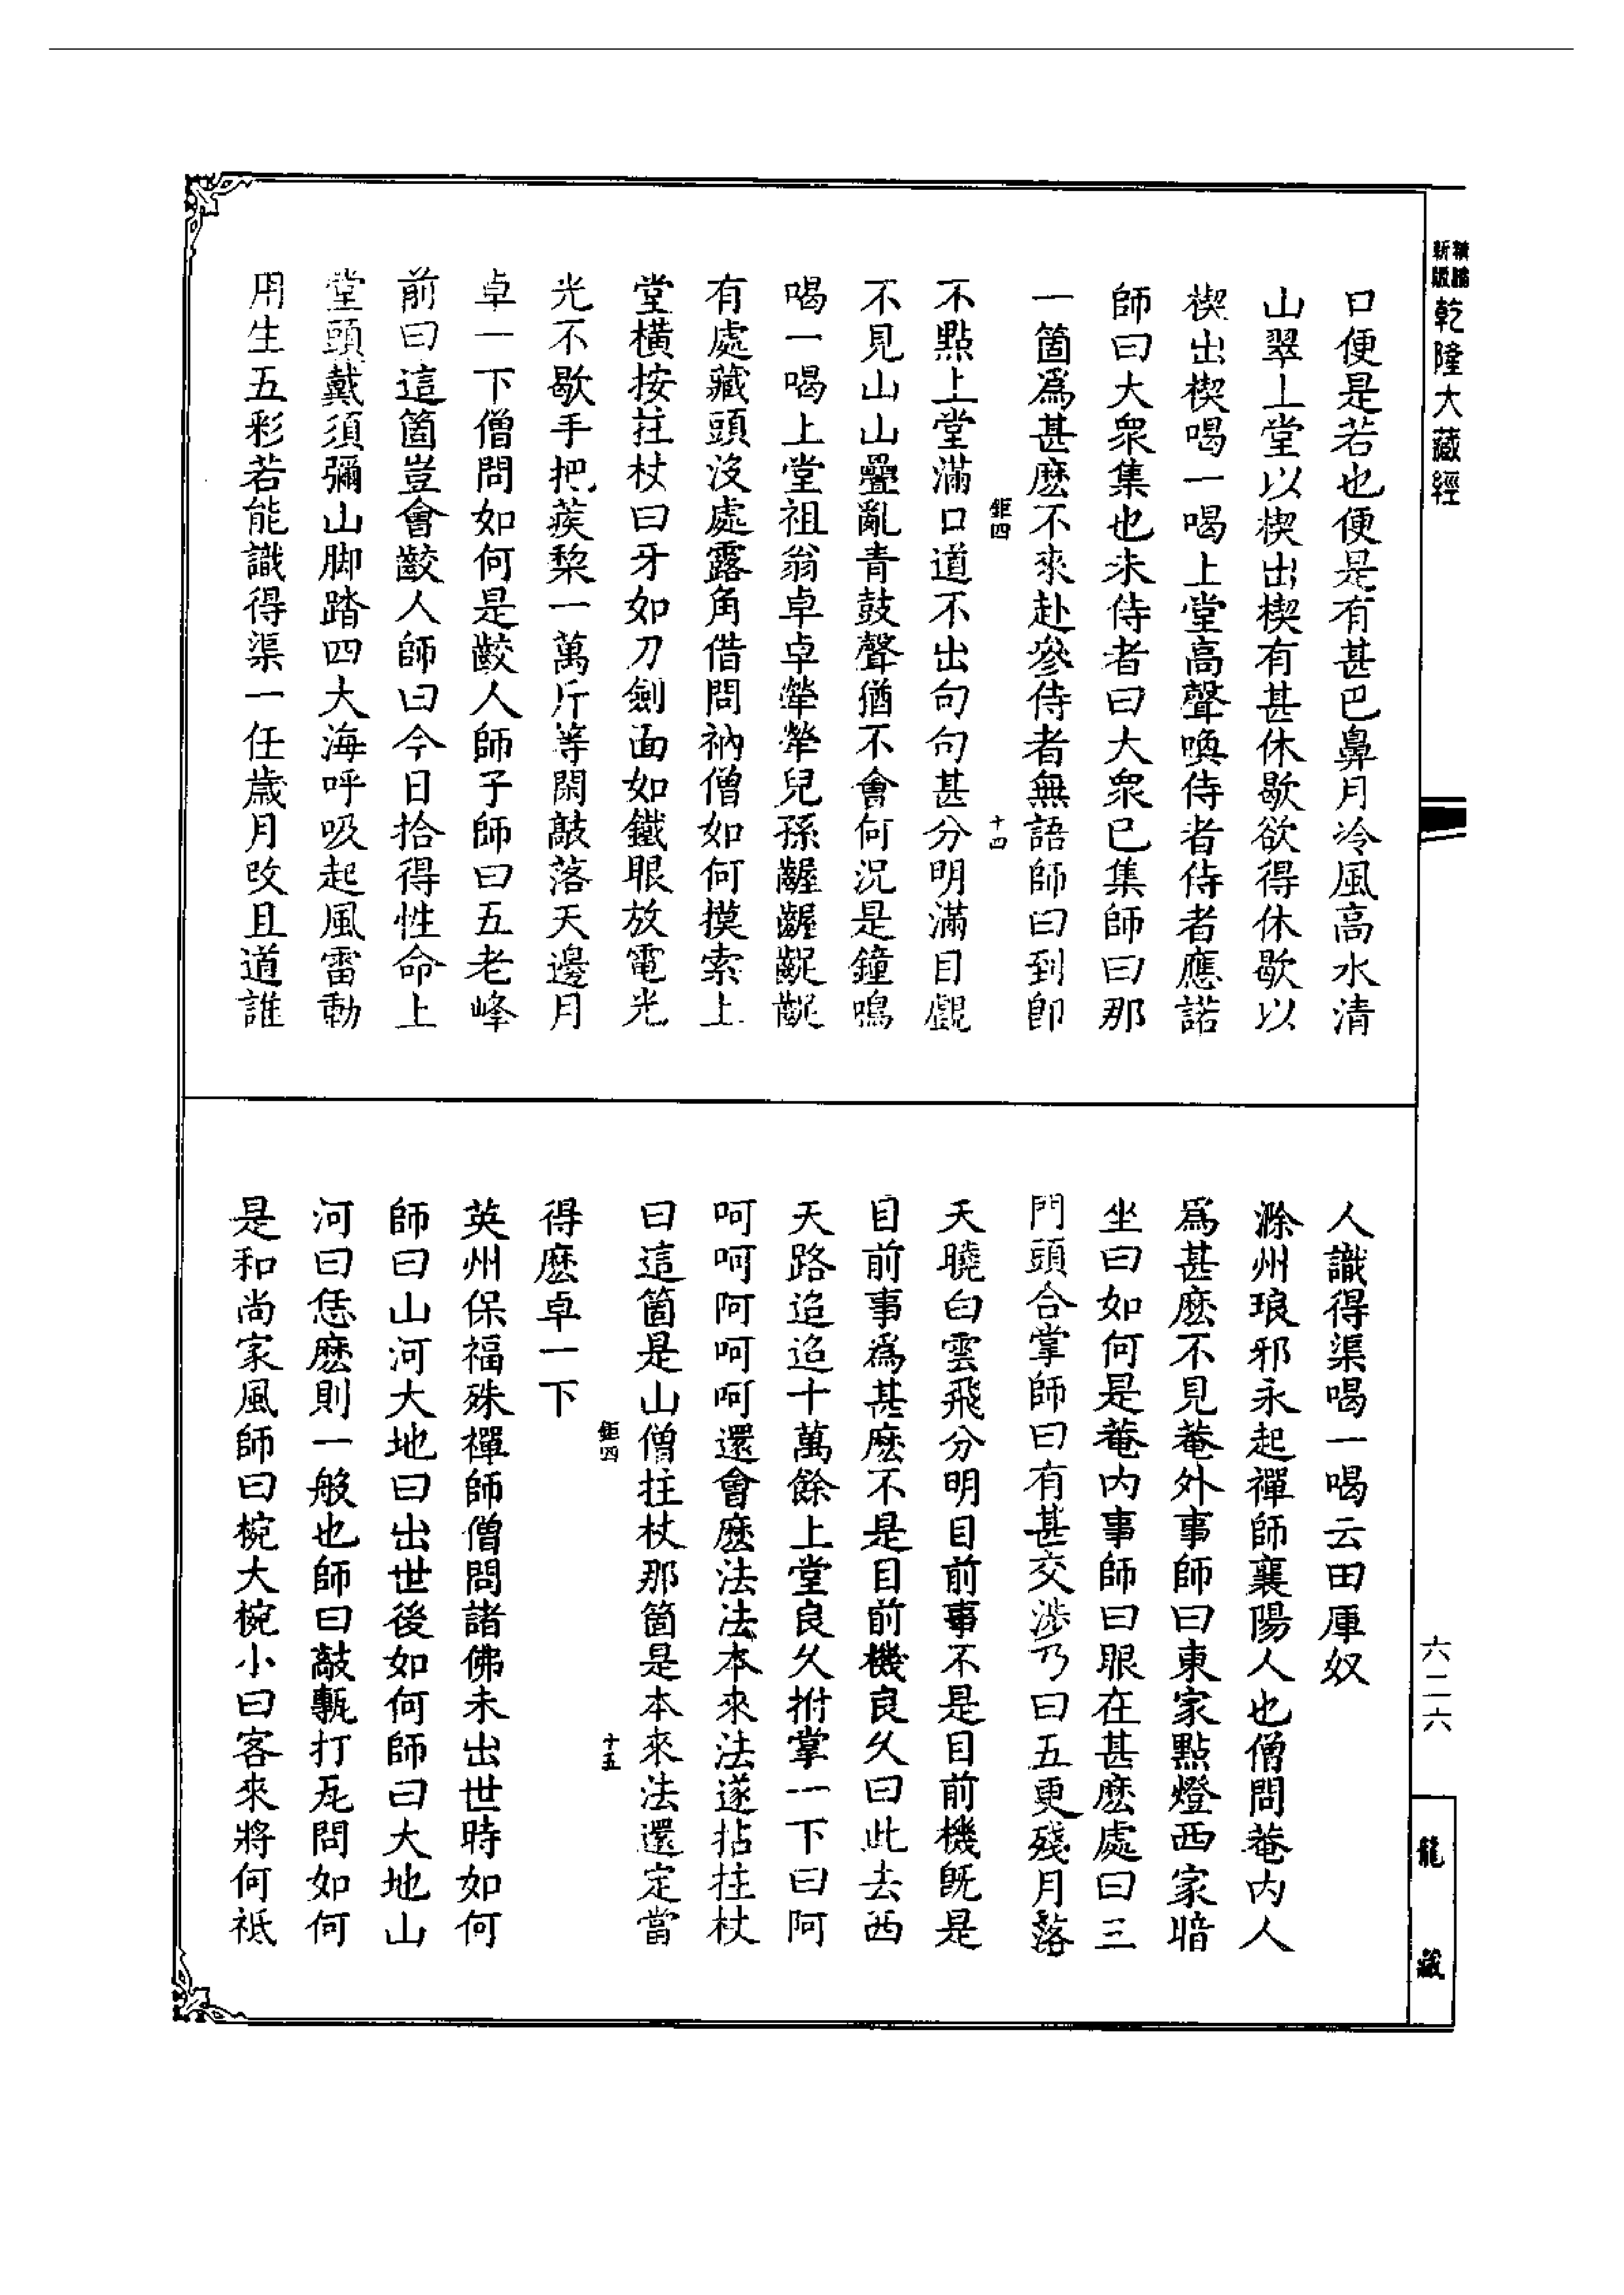 新版精縮乾隆大藏經
口便是若也便是有甚巴鼻月冷風高水清
山翠上堂以楔出楔有甚休歇欲得休歇以
楔出楔喝一喝上堂高聲喚侍者侍者應諾
師曰大衆集也未侍者曰大衆已集師曰那
一箇爲甚麽不來赴參侍者無語師曰到卽
鉅四 十四
不點上堂滿口道不出句句甚分明滿目覷
不見山山疊亂青鼓聲猶不會何況是鐘鳴
喝一喝上堂祖翁卓卓犖犖兒孫齷齷齪齪
有處藏頭沒處露角借問衲僧如何摸索上
堂橫按拄杖曰牙如刀劍面如鐵眼放電光
光不歇手把蒺蔾一萬斤等閑敲落天邊月
卓一下僧問如何是齩人師子師曰五老峰
前曰這箇豈會齩人師曰今日拾得性命上
堂頭戴須彌山脚踏四大海呼吸起風雷動
用生五彩若能識得渠一任歲月改且道誰
人識得渠喝一喝云田厙奴
滁州琅邪永起禪師襄陽人也僧問菴內人
爲甚麽不見菴外事師曰東家點燈西家暗
坐曰如何是菴內事師曰眼在甚麽處曰三
門頭合掌師曰有甚交渉乃曰五更殘月落
天曉白雲飛分明目前事不是目前機旣是
目前事爲甚麽不是目前機良久曰此去西
天路迢迢十萬餘上堂良久拊掌一下曰阿
呵呵阿呵呵還會麽法法本來法遂拈拄杖
曰這箇是山僧拄杖那箇是本來法還定當
鉅四 十五
得麽卓一下
英州保福殊禪師僧問諸佛未出世時如何
師曰山河大地曰出世後如何師曰大地山
河曰恁麽則一般也師曰敲甎打瓦問如何
是和尚家風師曰椀大椀小曰客來將何祗
六二六
龍藏